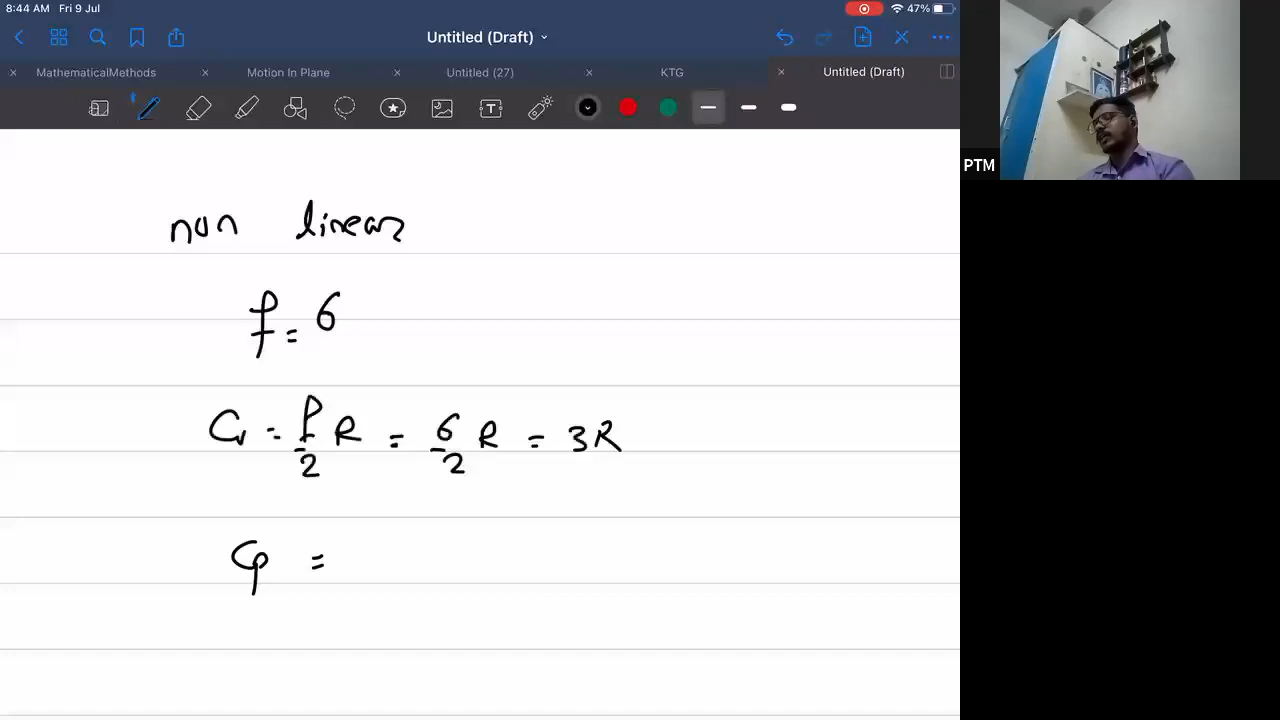 8:44 AM Fri 9 Jul
47%
Untitled (Draft)
MathematicalMethods
Motion In Plane
Untitled (27)
KTG
Untitled (Draft)
PTM
non linear
f = 6
Cv = f/2 R = 6/2 R = 3R
Cp =